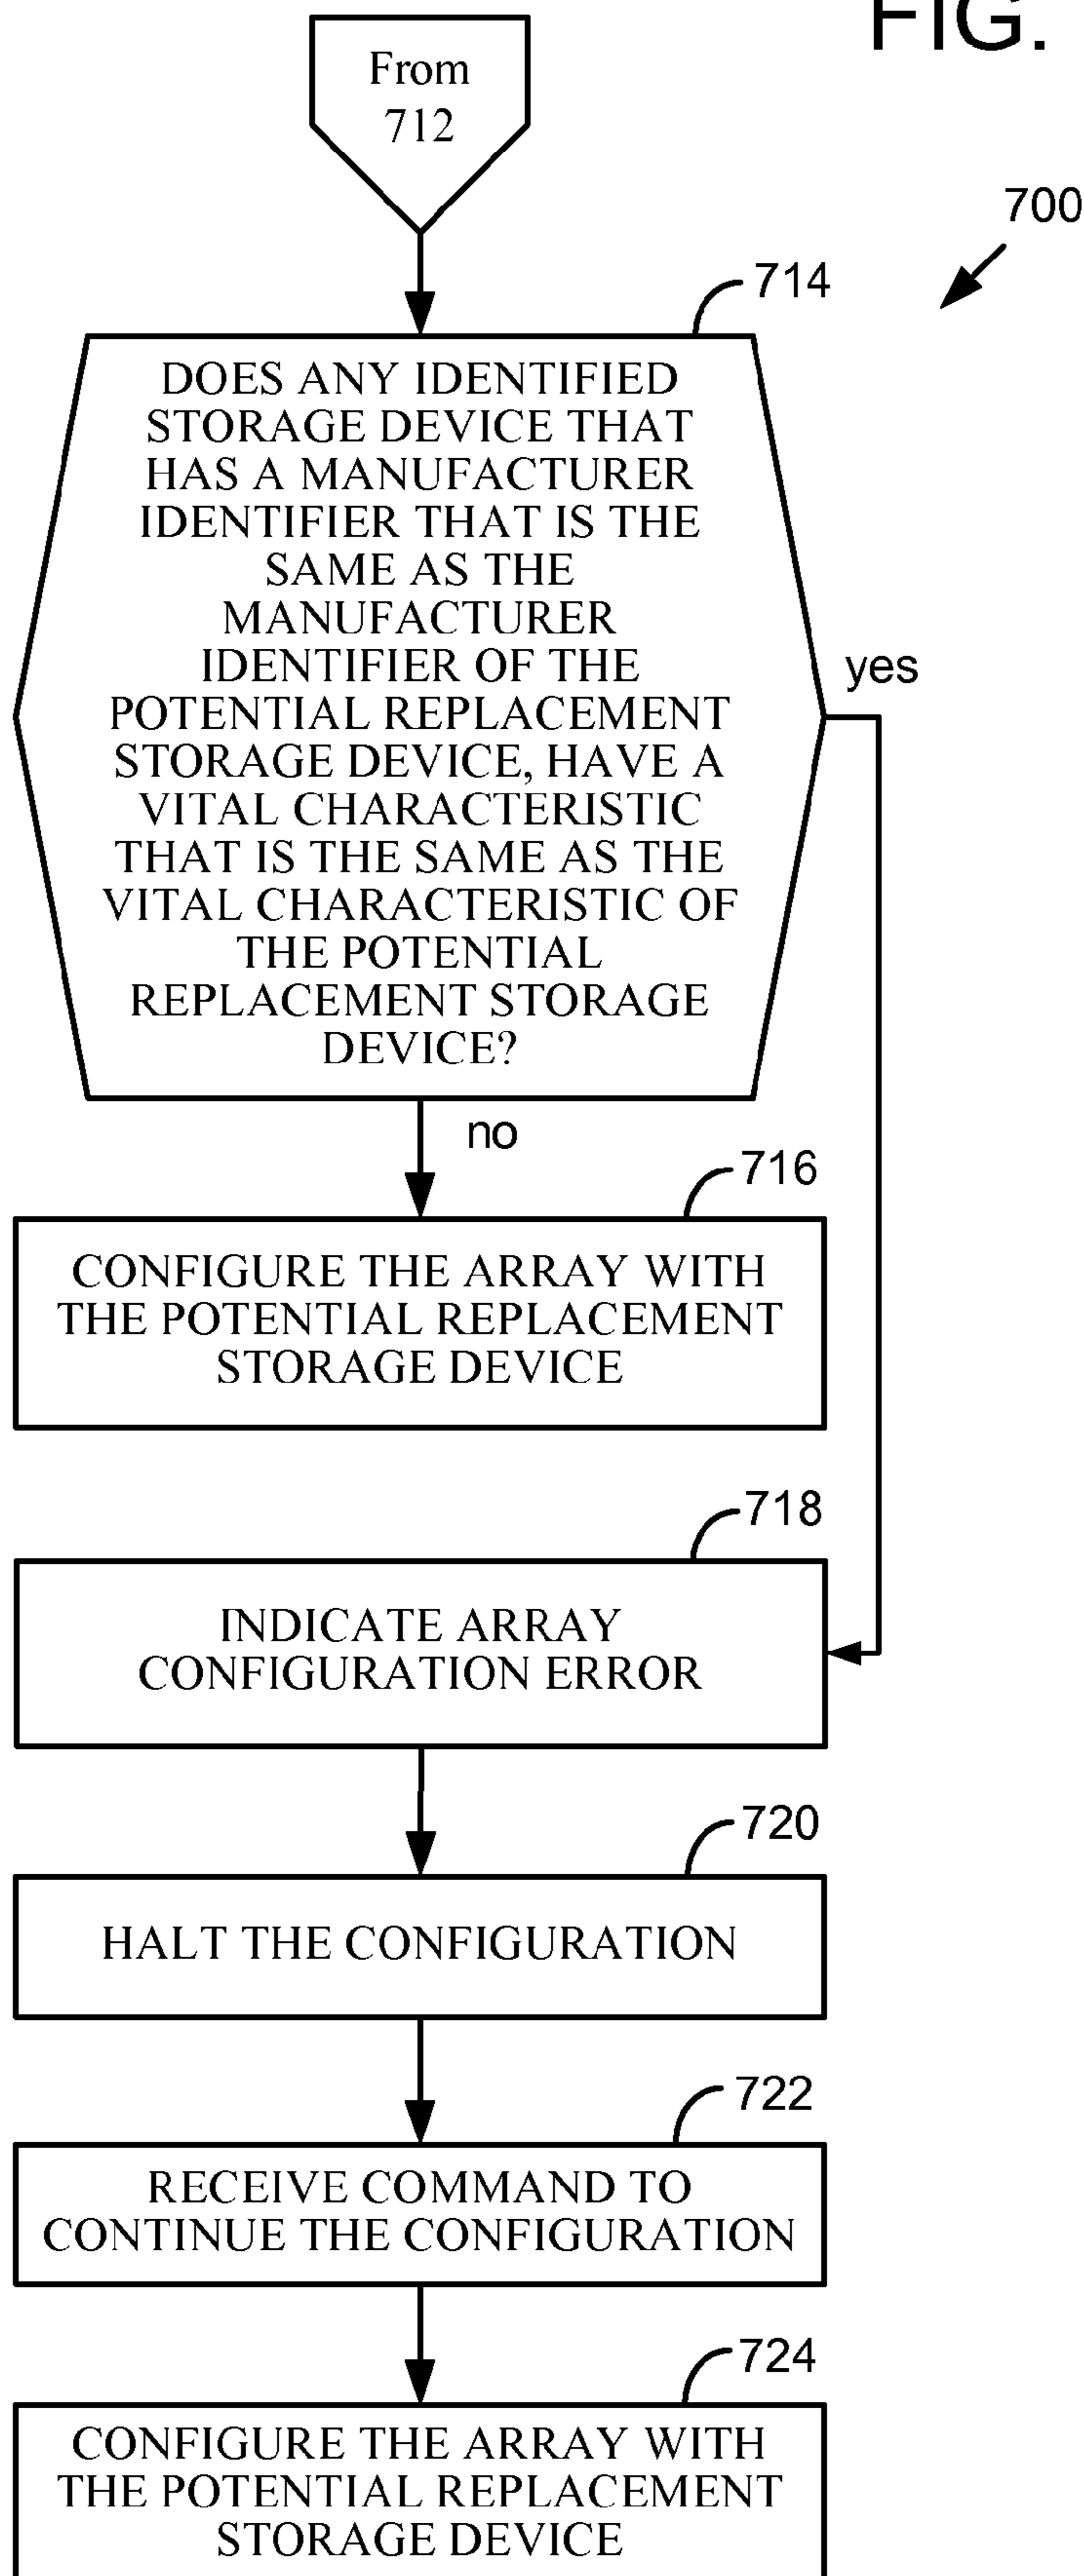 FIG.
From
712
700
714
DOES ANY IDENTIFIED
STORAGE DEVICE THAT
HAS A MANUFACTURER
IDENTIFIER THAT IS THE
SAME AS THE
MANUFACTURER
IDENTIFIER OF THE
POTENTIAL REPLACEMENT
STORAGE DEVICE, HAVE A
VITAL CHARACTERISTIC
THAT IS THE SAME AS THE
VITAL CHARACTERISTIC OF
THE POTENTIAL
REPLACEMENT STORAGE
DEVICE?
yes
no
716
CONFIGURE THE ARRAY WITH
THE POTENTIAL REPLACEMENT
STORAGE DEVICE
718
INDICATE ARRAY
CONFIGURATION ERROR
720
HALT THE CONFIGURATION
722
RECEIVE COMMAND TO
CONTINUE THE CONFIGURATION
724
CONFIGURE THE ARRAY WITH
THE POTENTIAL REPLACEMENT
STORAGE DEVICE